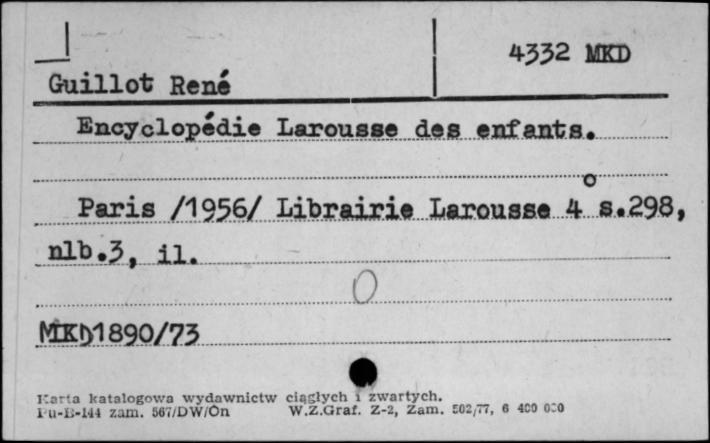 4332 MKD
Guillot René
Encyclopédie Larousse des enfants.
Paris /1956/ Librairie Larousse 4° s.298,
nlb.3, il.
0
MKD1890/73
Karta katalogowa wydawnictw ciągłych i zwartych.
Pu-B-144 zam. 567/DW/On W.Z.Graf. Z-2, Zam. 502/77, 6 400 000